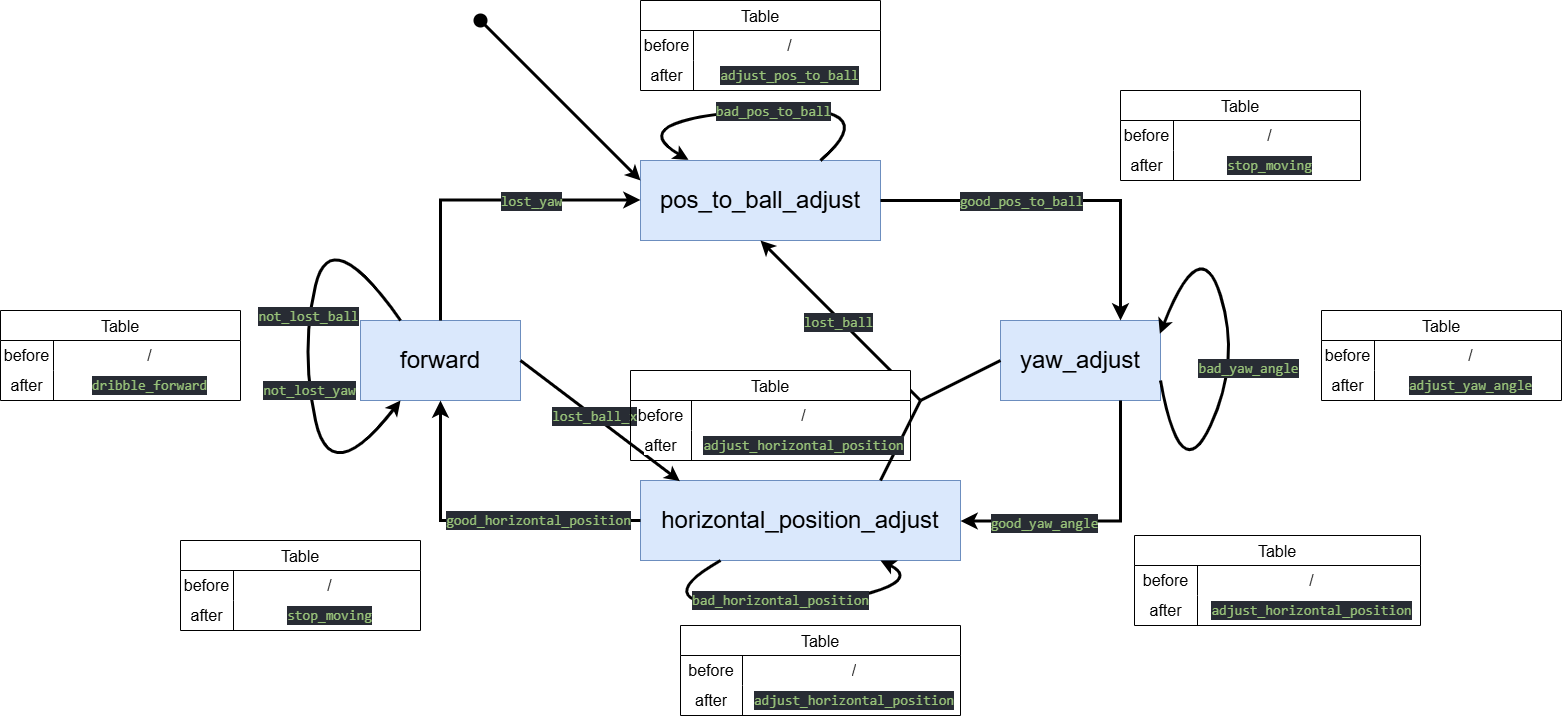 Table
before /
after adjust_pos_to_ball
bad_pos_to_ball
Table
before /
after stop_moving
pos_to_ball_adjust
lost_yaw
good_pos_to_ball
not_lost_ball
lost_ball
Table
before /
after dribble_forward
forward
yaw_adjust
bad_yaw_angle
Table
before /
after adjust_yaw_angle
not_lost_yaw
lost_ball_x
Table
before /
after adjust_horizontal_position
good_horizontal_position
horizontal_position_adjust
good_yaw_angle
Table
before /
after stop_moving
bad_horizontal_position
Table
before /
after adjust_horizontal_position
Table
before /
after adjust_horizontal_position